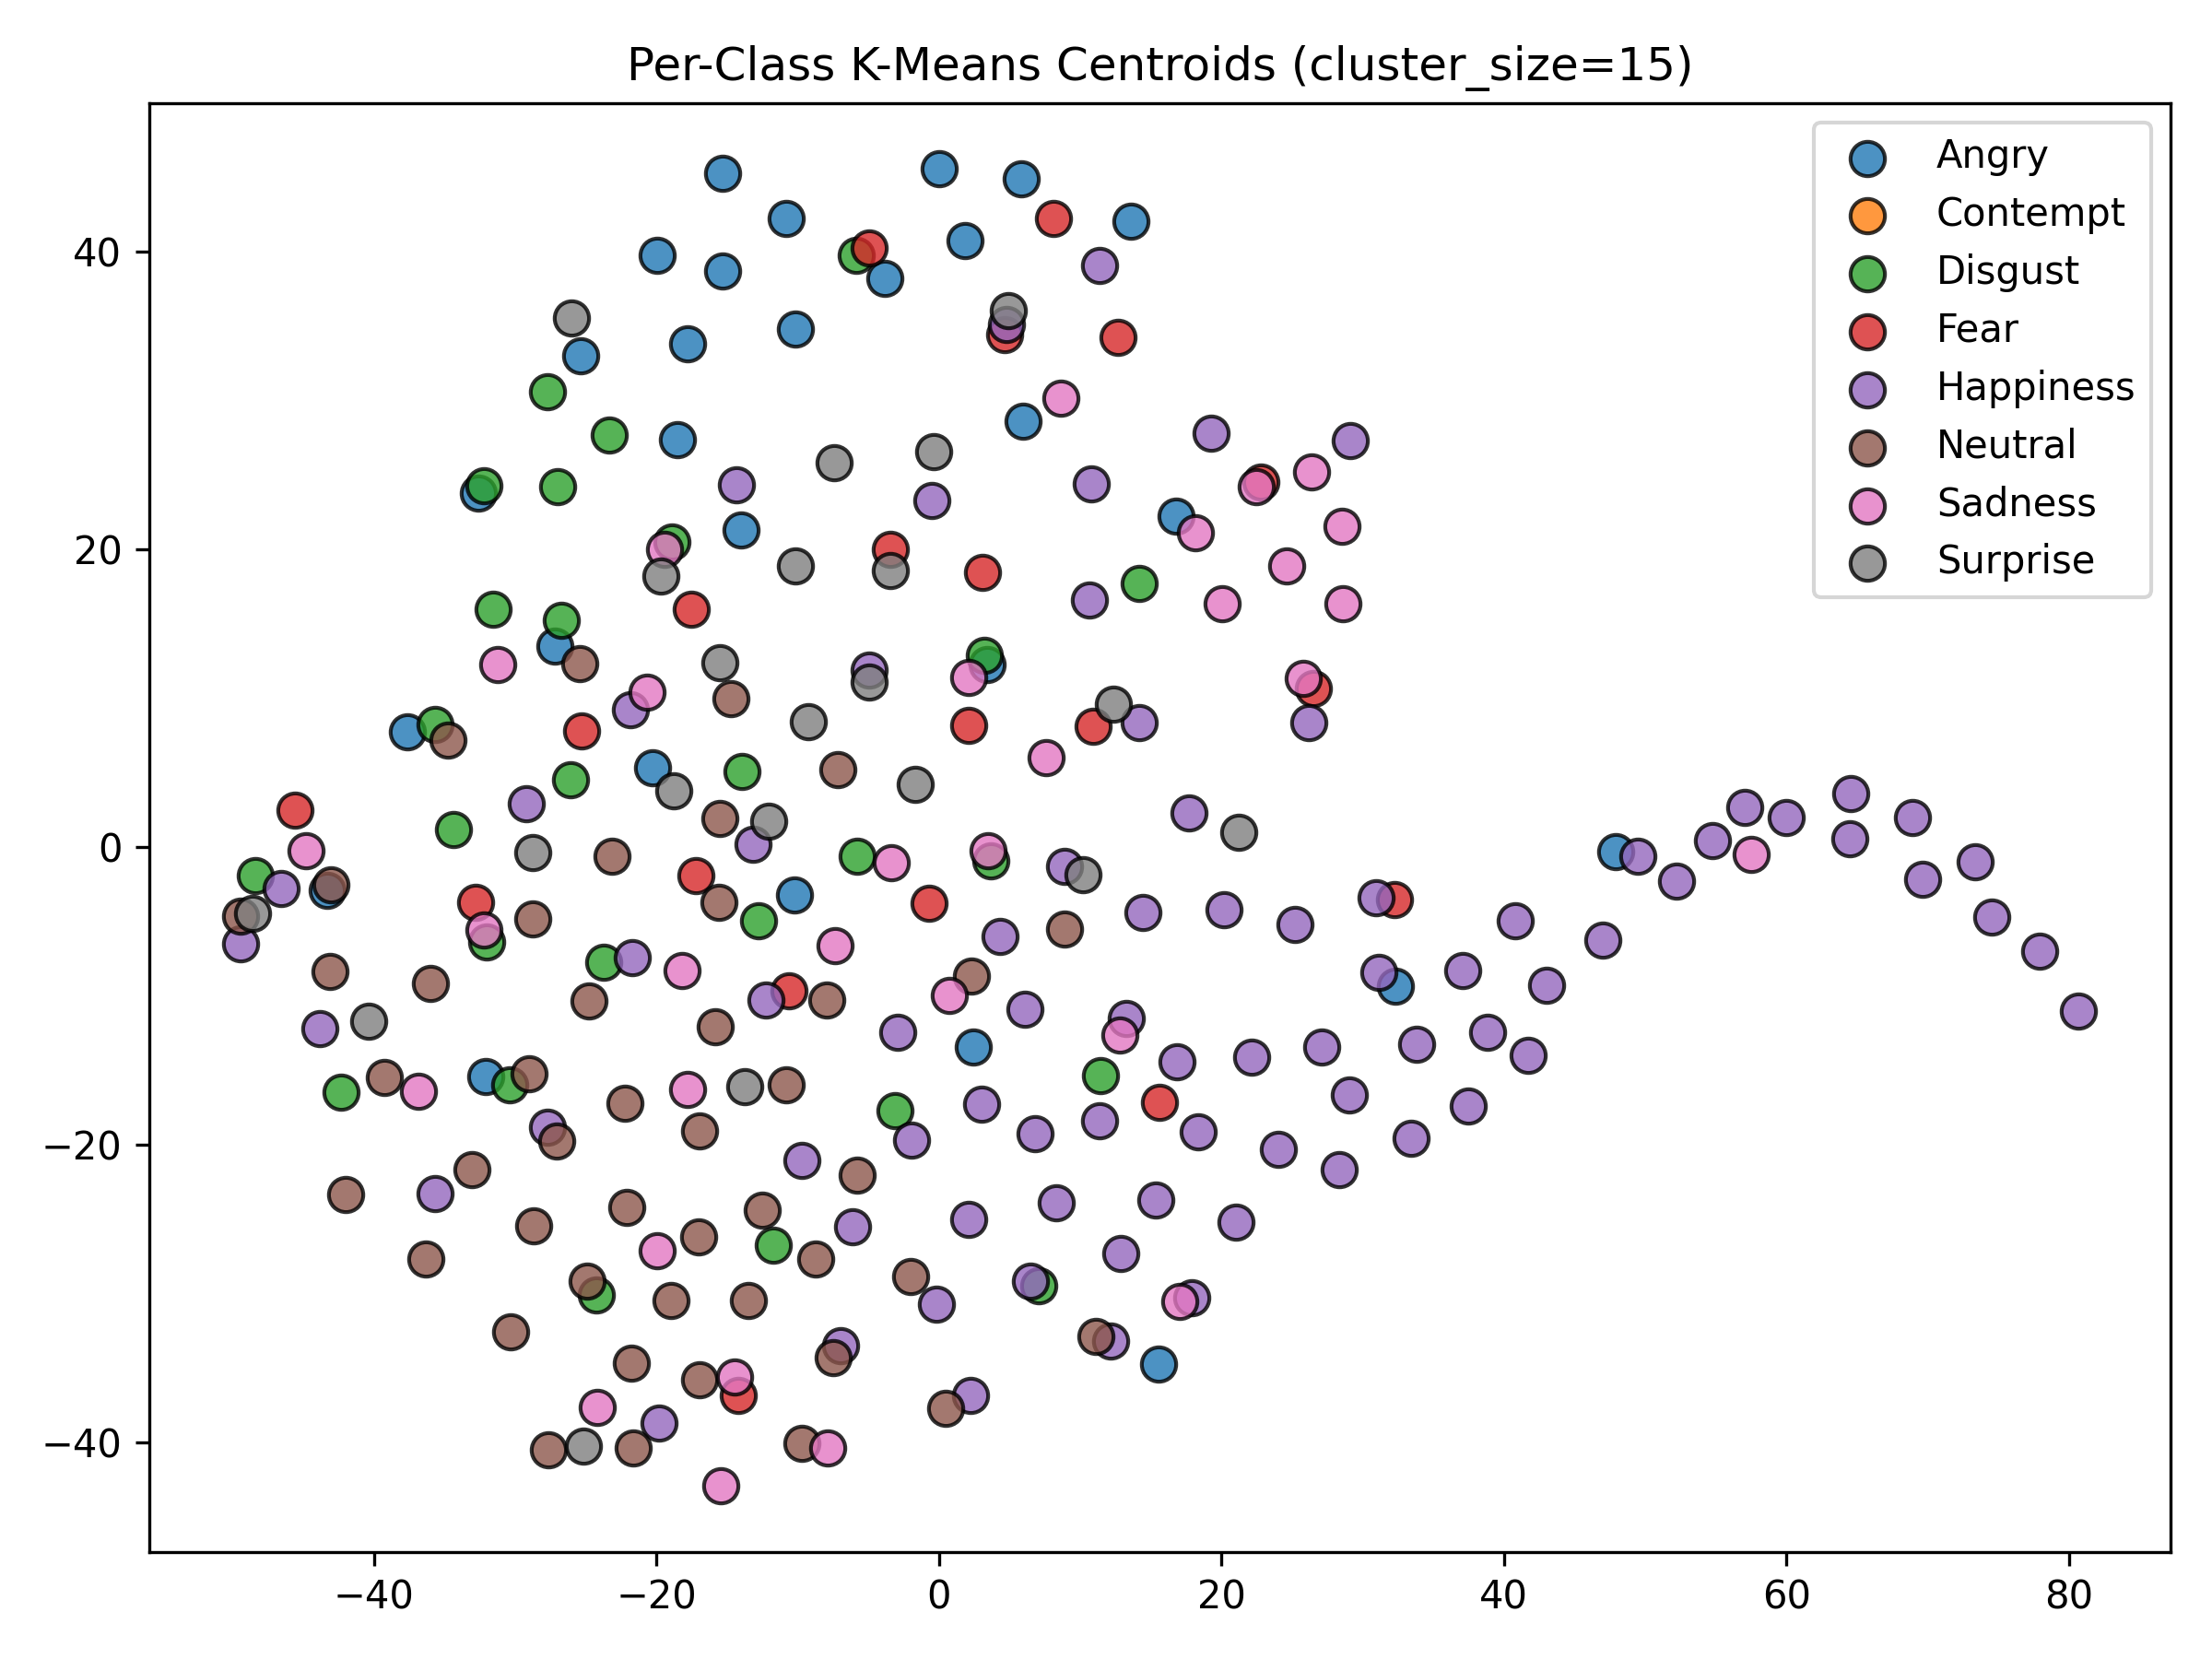 Per-Class K-Means Centroids (cluster_size=15)
Angry
Contempt
Disgust
Fear
Happiness
Neutral
Sadness
Surprise
40
20
0
−20
−40
−40 −20 0 20 40 60 80